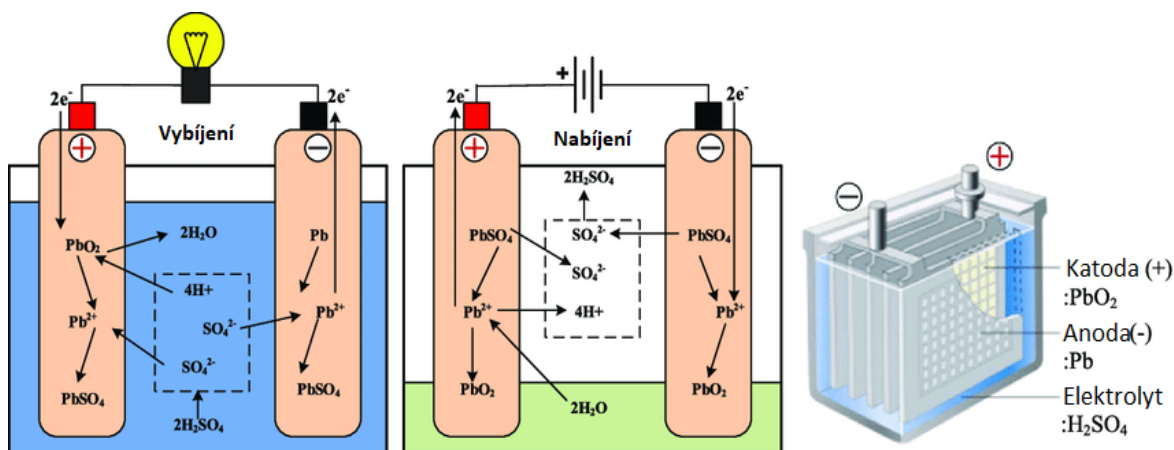 2e⁻
2e⁻
Vybíjení
+
−
PbO₂
2H₂O
Pb
4H+
Pb²⁺
SO₄²⁻
Pb²⁺
SO₄²⁻
PbSO₄
PbSO₄
2H₂SO₄
+
2e⁻
2e⁻
Nabíjení
+
−
2H₂SO₄
PbSO₄
SO₄²⁻
PbSO₄
SO₄²⁻
Pb²⁺
4H+
Pb²⁺
PbO₂
PbO₂
2H₂O
+
−
Katoda (+)
:PbO₂
Anoda(-)
:Pb
Elektrolyt
:H₂SO₄